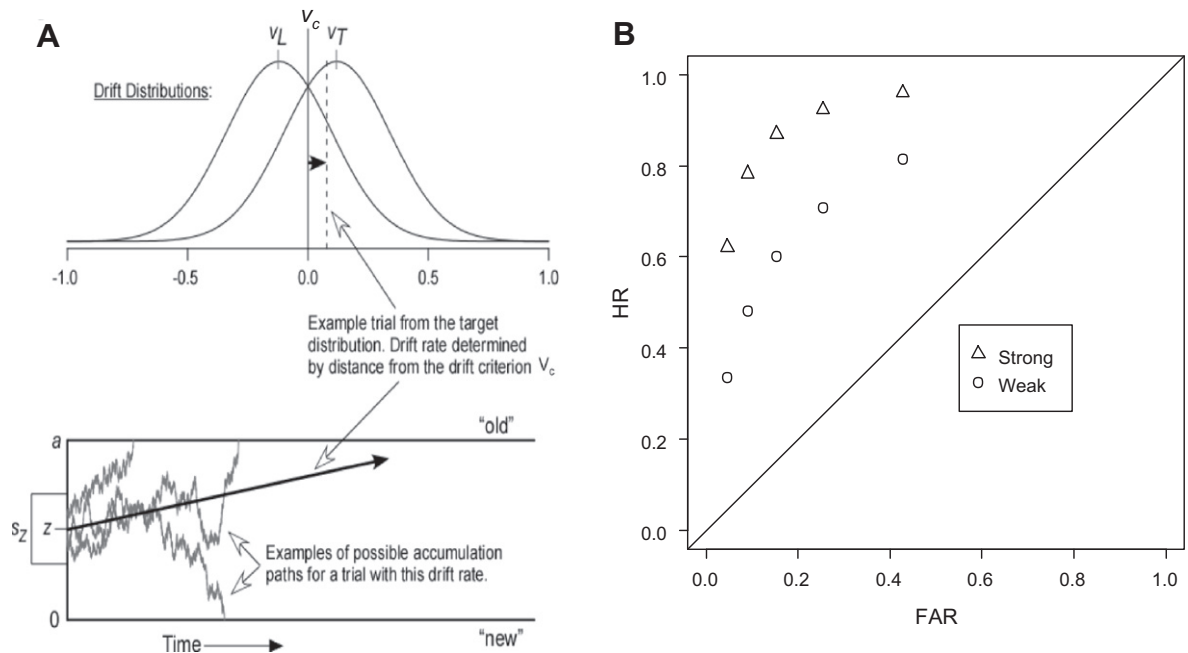 A
v_c
v_L
v_T
Drift Distributions:
-1.0
-0.5
0.0
0.5
1.0
Example trial from the target
distribution. Drift rate determined
by distance from the drift criterion V_c
a
"old"
s_Z
z
Examples of possible accumulation
paths for a trial with this drift rate.
0
"new"
Time
B
1.0
0.8
0.6
0.4
0.2
0.0
HR
Strong
Weak
0.0
0.2
0.4
0.6
0.8
1.0
FAR